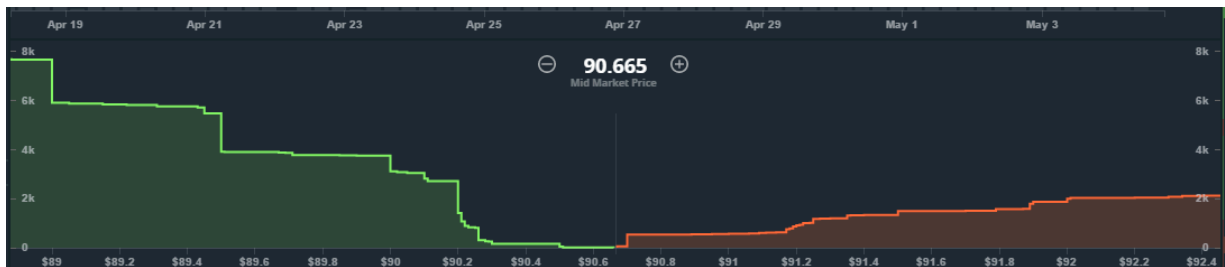 Apr 19 Apr 21 Apr 23 Apr 25 Apr 27 Apr 29 May 1 May 3
8k 90.665 8k
Mid Market Price
6k 6k
4k 4k
2k 2k
0 0
$89 $89.2 $89.4 $89.6 $89.8 $90 $90.2 $90.4 $90.6 $90.8 $91 $91.2 $91.4 $91.6 $91.8 $92 $92.2 $92.4